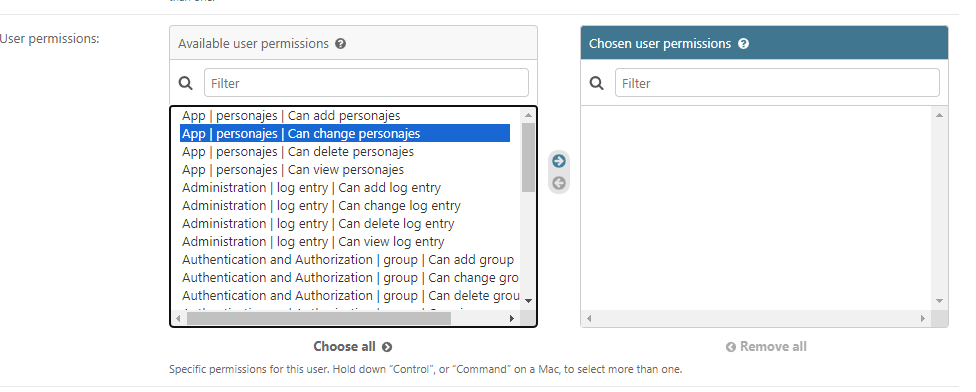 than one.
User permissions:
Available user permissions ?
Chosen user permissions ?
Filter
Filter
App | personajes | Can add personajes
App | personajes | Can change personajes
App | personajes | Can delete personajes
App | personajes | Can view personajes
Administration | log entry | Can add log entry
Administration | log entry | Can change log entry
Administration | log entry | Can delete log entry
Administration | log entry | Can view log entry
Authentication and Authorization | group | Can add group
Authentication and Authorization | group | Can change gro
Authentication and Authorization | group | Can delete grou
Choose all
Remove all
Specific permissions for this user. Hold down “Control”, or “Command” on a Mac, to select more than one.